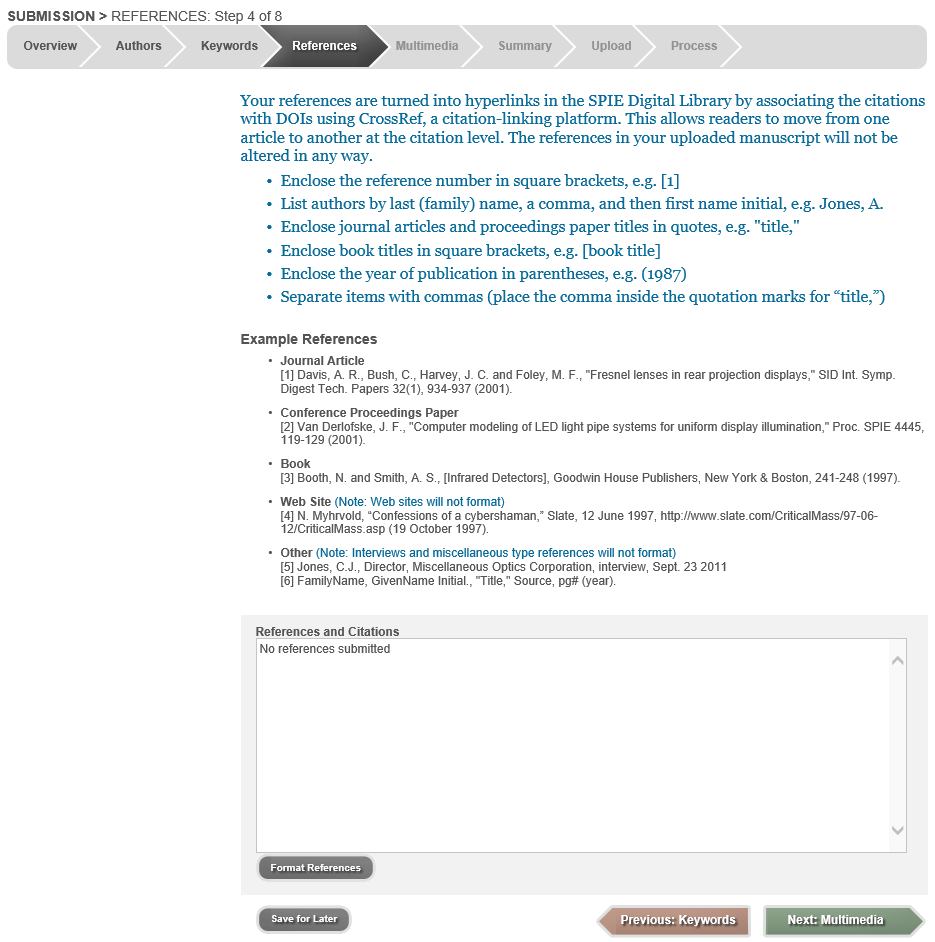 SUBMISSION > REFERENCES: Step 4 of 8
Overview
Authors
Keywords
References
Multimedia
Summary
Upload
Process
Your references are turned into hyperlinks in the SPIE Digital Library by associating the citations
with DOIs using CrossRef, a citation-linking platform. This allows readers to move from one
article to another at the citation level. The references in your uploaded manuscript will not be
altered in any way.
• Enclose the reference number in square brackets, e.g. [1]
• List authors by last (family) name, a comma, and then first name initial, e.g. Jones, A.
• Enclose journal articles and proceedings paper titles in quotes, e.g. "title,"
• Enclose book titles in square brackets, e.g. [book title]
• Enclose the year of publication in parentheses, e.g. (1987)
• Separate items with commas (place the comma inside the quotation marks for “title,”)
Example References
• Journal Article
[1] Davis, A. R., Bush, C., Harvey, J. C. and Foley, M. F., "Fresnel lenses in rear projection displays," SID Int. Symp.
Digest Tech. Papers 32(1), 934-937 (2001).
• Conference Proceedings Paper
[2] Van Derlofske, J. F., "Computer modeling of LED light pipe systems for uniform display illumination," Proc. SPIE 4445,
119-129 (2001).
• Book
[3] Booth, N. and Smith, A. S., [Infrared Detectors], Goodwin House Publishers, New York & Boston, 241-248 (1997).
• Web Site (Note: Web sites will not format)
[4] N. Myhrvold, “Confessions of a cybershaman,” Slate, 12 June 1997, http://www.slate.com/CriticalMass/97-06-
12/CriticalMass.asp (19 October 1997).
• Other (Note: Interviews and miscellaneous type references will not format)
[5] Jones, C.J., Director, Miscellaneous Optics Corporation, interview, Sept. 23 2011
[6] FamilyName, GivenName Initial., "Title," Source, pg# (year).
References and Citations
No references submitted
Format References
Save for Later
Previous: Keywords
Next: Multimedia